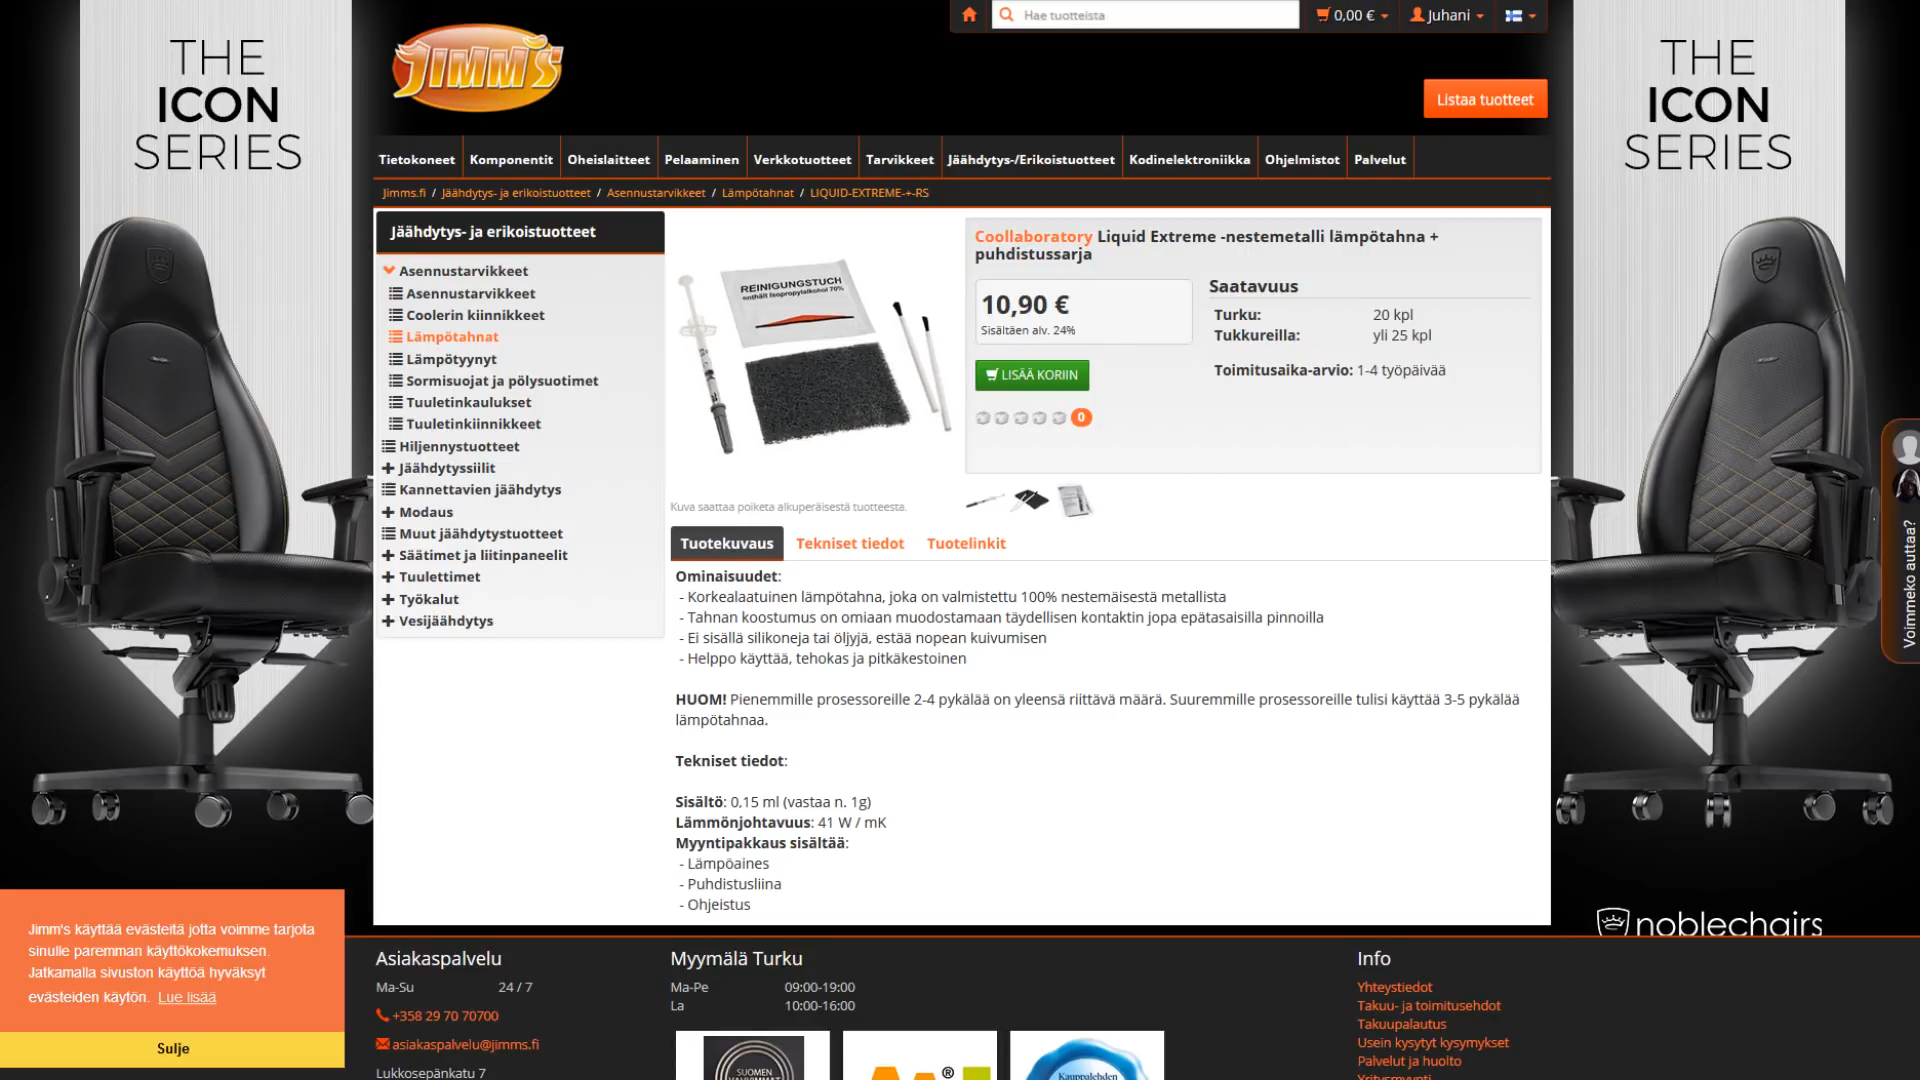 THE
ICON
SERIES
JIMM'S
Hae tuotteista
0,00 €
Juhani
Listaa tuotteet
THE
ICON
SERIES
Tietokoneet
Komponentit
Oheislaitteet
Pelaaminen
Verkkotuotteet
Tarvikkeet
Jäähdytys-/Erikoistuotteet
Kodinelektroniikka
Ohjelmistot
Palvelut
Jimms.fi / Jäähdytys- ja erikoistuotteet / Asennustarvikkeet / Lämpötahnat / LIQUID-EXTREME-+-RS
Jäähdytys- ja erikoistuotteet
Asennustarvikkeet
Asennustarvikkeet
Coolerin kiinnikkeet
Lämpötahnat
Lämpötyynyt
Sormisuojat ja pölysuotimet
Tuuletinkaulukset
Tuuletinkiinnikkeet
Hiljennystuotteet
Jäähdytyssiilit
Kannettavien jäähdytys
Modaus
Muut jäähdytystuotteet
Säätimet ja liitinpaneelit
Tuulettimet
Työkalut
Vesijäähdytys
REINIGUNGSTUCH
enthält Isopropylalkohol 70%
Kuva saattaa poiketa alkuperäisestä tuotteesta.
Coollaboratory Liquid Extreme -nestemetalli lämpötahna +
puhdistussarja
10,90 €
Sisältäen alv. 24%
LISÄÄ KORIIN
0
Saatavuus
Turku: 20 kpl
Tukkureilla: yli 25 kpl
Toimitusaika-arvio: 1-4 työpäivää
Tuotekuvaus
Tekniset tiedot
Tuotelinkit
Ominaisuudet:
- Korkealaatuinen lämpötahna, joka on valmistettu 100% nestemäisestä metallista
- Tahnan koostumus on omiaan muodostamaan täydellisen kontaktin jopa epätasaisilla pinnoilla
- Ei sisällä silikoneja tai öljyjä, estää nopean kuivumisen
- Helppo käyttää, tehokas ja pitkäkestoinen
HUOM! Pienemmille prosessoreille 2-4 pykälää on yleensä riittävä määrä. Suuremmille prosessoreille tulisi käyttää 3-5 pykälää
lämpötahnaa.
Tekniset tiedot:
Sisältö: 0,15 ml (vastaa n. 1g)
Lämmönjohtavuus: 41 W / mK
Myyntipakkaus sisältää:
- Lämpöaines
- Puhdistusliina
- Ohjeistus
Voimmeko auttaa?
noblechairs
Jimm's käyttää evästeitä jotta voimme tarjota
sinulle paremman käyttökokemuksen.
Jatkamalla sivuston käyttöä hyväksyt
evästeiden käytön. Lue lisää
Sulje
Asiakaspalvelu
Ma-Su 24 / 7
+358 29 70 70700
asiakaspalvelu@jimms.fi
Lukkosepänkatu 7
Myymälä Turku
Ma-Pe 09:00-19:00
La 10:00-16:00
SUOMEN
Kauppalehden
Info
Yhteystiedot
Takuu- ja toimitusehdot
Takuupalautus
Usein kysytyt kysymykset
Palvelut ja huolto
Yritysmyynti